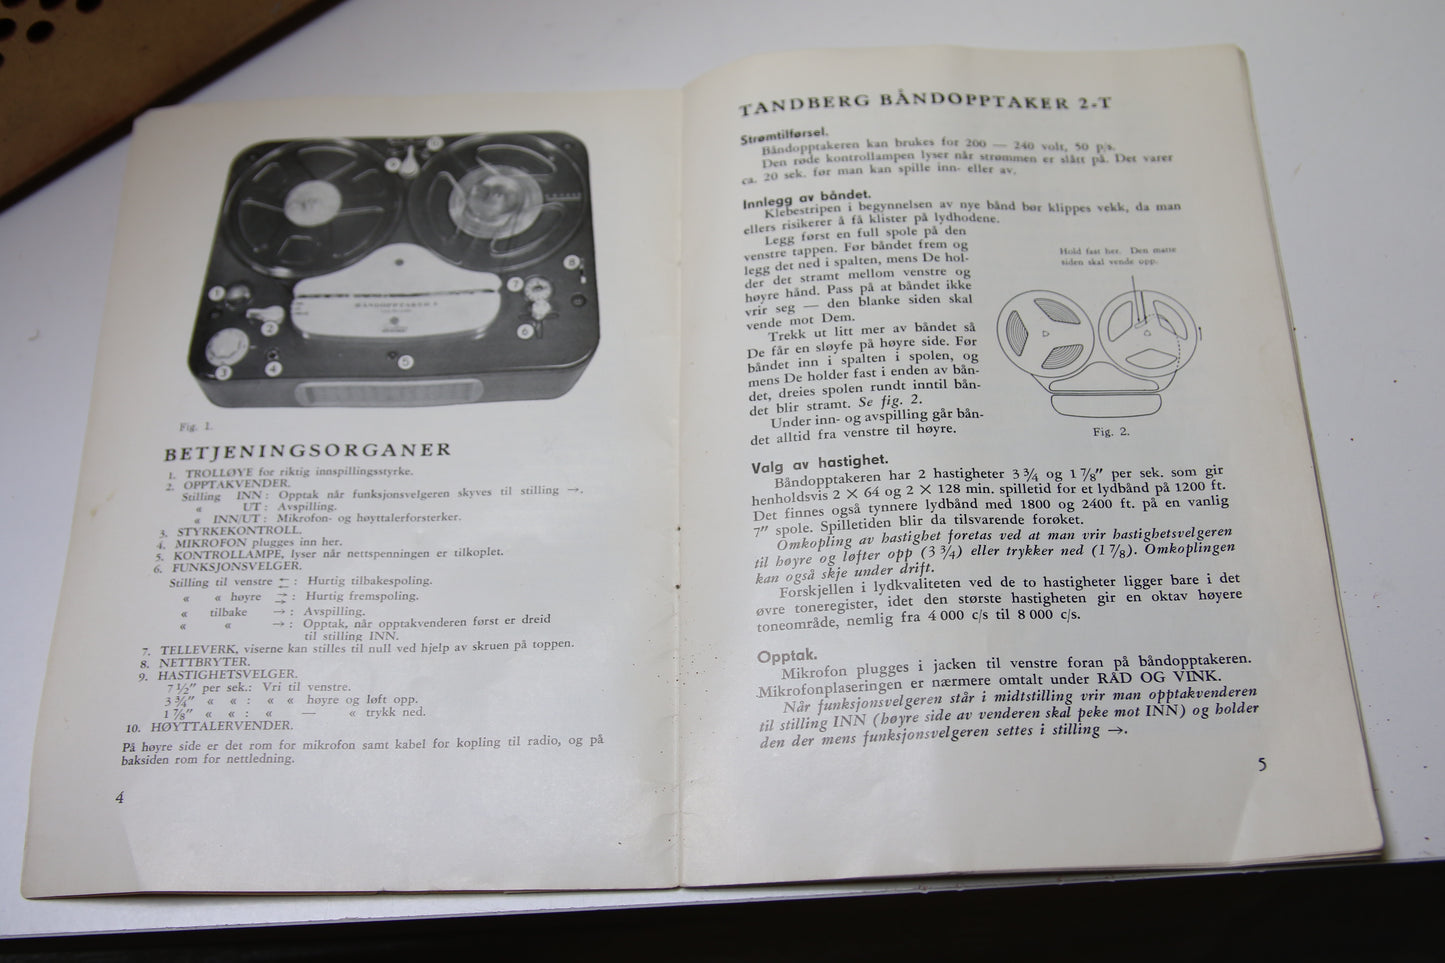 1
2
3
4
5
6
7
8
9
10
BÅNDOPPTAKER
Fig. 1.
BETJENINGSORGANER
1. TROLLØYE for riktig innspillingsstyrke.
2. OPPTAKVENDER.
Stilling INN : Opptak når funksjonsvelgeren skyves til stilling →.
« UT : Avspilling.
« INN/UT : Mikrofon- og høyttalerforsterker.
3. STYRKEKONTROLL.
4. MIKROFON plugges inn her.
5. KONTROLLAMPE, lyser når nettspenningen er tilkoplet.
6. FUNKSJONSVELGER.
Stilling til venstre ← : Hurtig tilbakespoling.
« « høyre → : Hurtig fremspoling.
« tilbake → : Avspilling.
« « → : Opptak, når opptakvenderen først er dreid
til stilling INN.
7. TELLEVERK, viserne kan stilles til null ved hjelp av skruen på toppen.
8. NETTBRYTER.
9. HASTIGHETSVELGER.
7 ½″ per sek.: Vri til venstre.
3 ¾″ « « : « « høyre og løft opp.
1 ⅞″ « « : « — « trykk ned.
10. HØYTTALERVENDER.
På høyre side er det rom for mikrofon samt kabel for kopling til radio, og på
baksiden rom for nettledning.
4
TANDBERG BÅNDOPPTAKER 2-T
Strømtilførsel.
Båndopptakeren kan brukes for 200 — 240 volt, 50 p/s.
Den røde kontrollampen lyser når strømmen er slått på. Det varer
ca. 20 sek. før man kan spille inn- eller av.
Innlegg av båndet.
Klebestripen i begynnelsen av nye bånd bør klippes vekk, da man
ellers risikerer å få klister på lydhodene.
Legg først en full spole på den
venstre tappen. Før båndet frem og
legg det ned i spalten, mens De hol-
der det stramt mellom venstre og
høyre hånd. Pass på at båndet ikke
vrir seg — den blanke siden skal
vende mot Dem.
Trekk ut litt mer av båndet så
De får en sløyfe på høyre side. Før
båndet inn i spalten i spolen, og
mens De holder fast i enden av bån-
det, dreies spolen rundt inntil bån-
det blir stramt. Se fig. 2.
Under inn- og avspilling går bån-
det alltid fra venstre til høyre.
Hold fast her. Den matte
siden skal vende opp.
Fig. 2.
Valg av hastighet.
Båndopptakeren har 2 hastigheter 3 ¾ og 1 ⅞″ per sek. som gir
henholdsvis 2 × 64 og 2 × 128 min. spilletid for et lydbånd på 1200 ft.
Det finnes også tynnere lydbånd med 1800 og 2400 ft. på en vanlig
7″ spole. Spilletiden blir da tilsvarende forøket.
Omkopling av hastighet foretas ved at man vrir hastighetsvelgeren
til høyre og løfter opp (3 ¾) eller trykker ned (1 ⅞). Omkoplingen
kan også skje under drift.
Forskjellen i lydkvaliteten ved de to hastigheter ligger bare i det
øvre toneregister, idet den største hastigheten gir en oktav høyere
toneområde, nemlig fra 4 000 c/s til 8 000 c/s.
Opptak.
Mikrofon plugges i jacken til venstre foran på båndopptakeren.
Mikrofonplaseringen er nærmere omtalt under RÅD OG VINK.
Når funksjonsvelgeren står i midtstilling vrir man opptakvenderen
til stilling INN (høyre side av venderen skal peke mot INN) og holder
den der mens funksjonsvelgeren settes i stilling →.
5